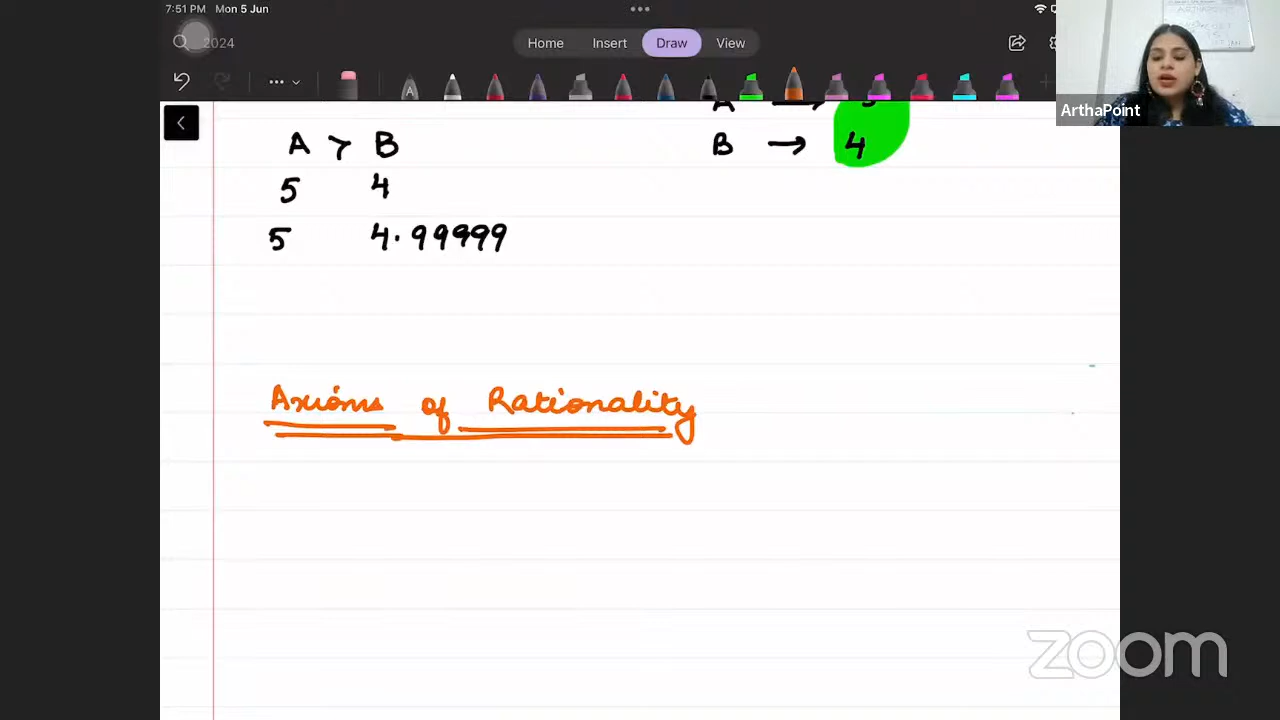 7:51 PM Mon 5 Jun
2024
Home Insert Draw View
ArthaPoint
A →
A ≻ B
B → 4
5 4
5 4.99999
Axioms of Rationality
zoom